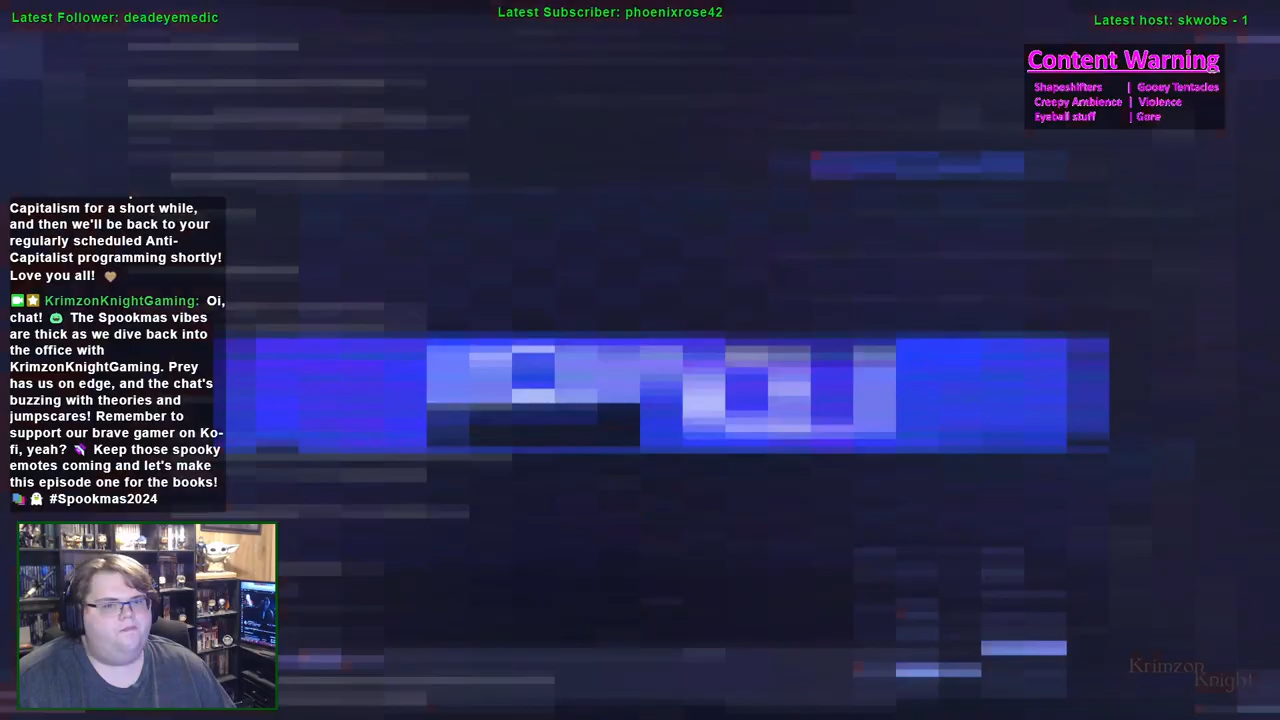 Latest Follower: deadeyemedic
Latest Subscriber: phoenixrose42
Latest host: skwobs - 1
Content Warning
Shapeshifters | Gooey Tentacles
Creepy Ambience | Violence
Eyeball stuff | Gore
Capitalism for a short while,
and then we'll be back to your
regularly scheduled Anti-
Capitalist programming shortly!
Love you all! 🤎
KrimzonKnightGaming: Oi,
chat! 🎃 The Spookmas vibes
are thick as we dive back into
the office with
KrimzonKnightGaming. Prey
has us on edge, and the chat's
buzzing with theories and
jumpscares! Remember to
support our brave gamer on Ko-
fi, yeah? Keep those spooky
emotes coming and let's make
this episode one for the books!
📚 👻 #Spookmas2024
Krimzon
Knight